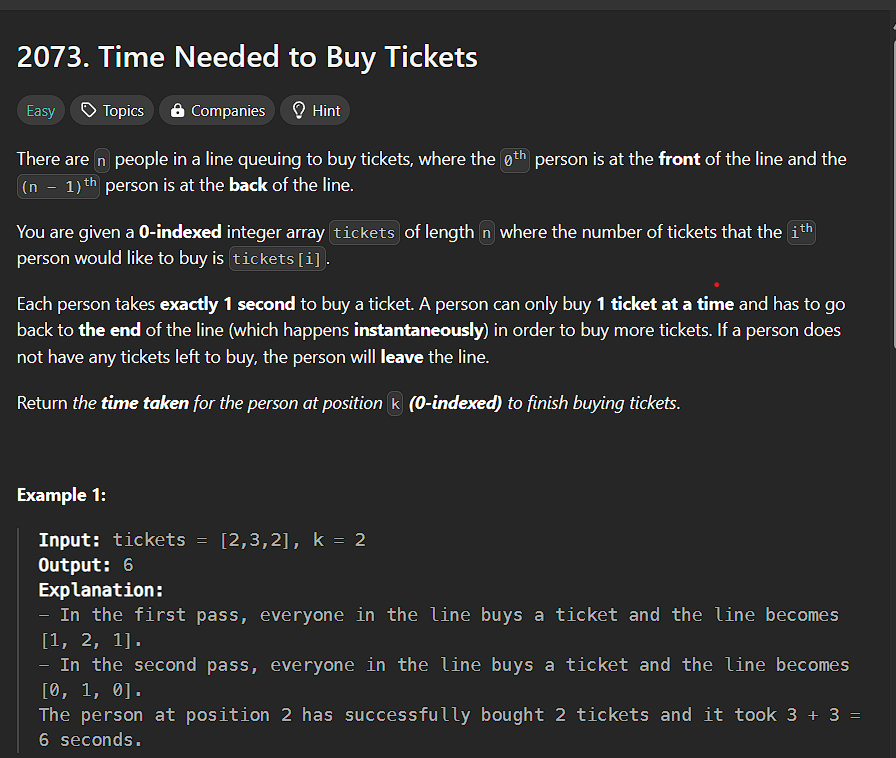 2073. Time Needed to Buy Tickets
Easy Topics Companies Hint
There are n people in a line queuing to buy tickets, where the 0th person is at the front of the line and the
(n - 1)th person is at the back of the line.
You are given a 0-indexed integer array tickets of length n where the number of tickets that the ith
person would like to buy is tickets[i].
Each person takes exactly 1 second to buy a ticket. A person can only buy 1 ticket at a time and has to go
back to the end of the line (which happens instantaneously) in order to buy more tickets. If a person does
not have any tickets left to buy, the person will leave the line.
Return the time taken for the person at position k (0-indexed) to finish buying tickets.
Example 1:
Input: tickets = [2,3,2], k = 2
Output: 6
Explanation:
- In the first pass, everyone in the line buys a ticket and the line becomes
[1, 2, 1].
- In the second pass, everyone in the line buys a ticket and the line becomes
[0, 1, 0].
The person at position 2 has successfully bought 2 tickets and it took 3 + 3 =
6 seconds.